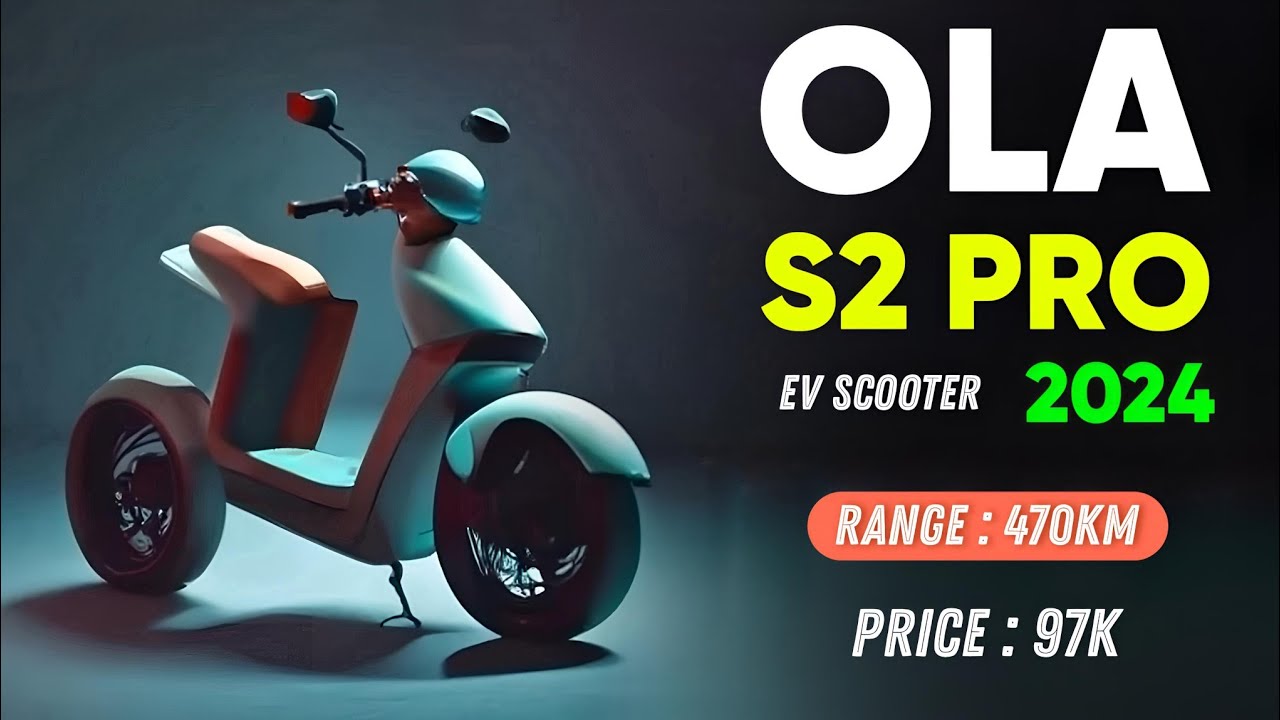 OLA
S2 PRO
EV SCOOTER 2024
RANGE : 470KM
PRICE : 97K